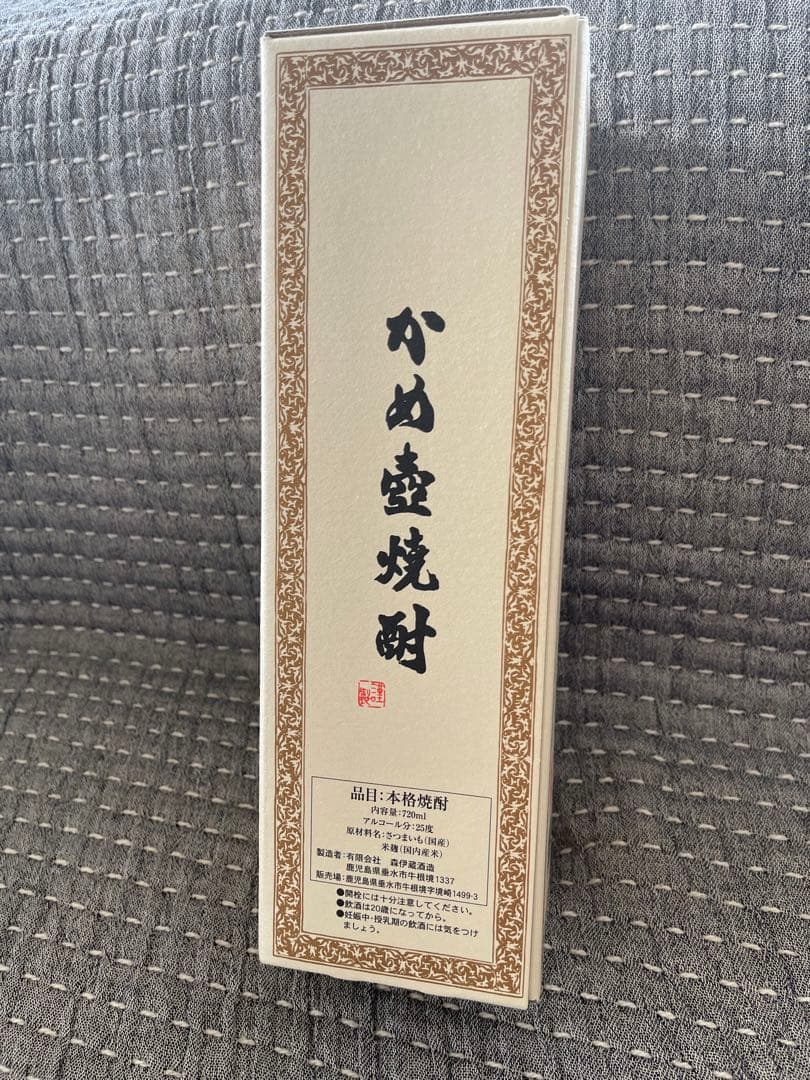 かめ壺焼酎
謹製
品目：本格焼酎
内容量：720ml
アルコール分：25度
原材料名：さつまいも（国産）
米麹（国内産米）
製造者：有限会社　森伊蔵酒造
鹿児島県垂水市牛根境1337
販売場：鹿児島県垂水市牛根境字境崎1499-3
●開栓には十分注意してください。
●飲酒は20歳になってから。
●妊娠中・授乳期の飲酒には気をつけ
ましょう。